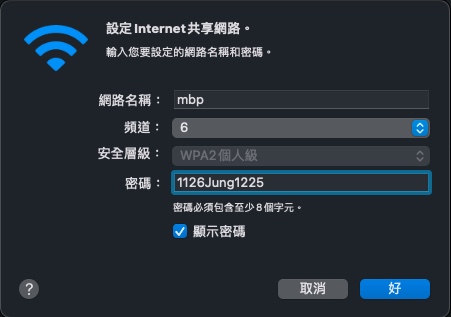 設定 Internet 共享網路。
輸入您要設定的網路名稱和密碼。
網路名稱： mbp
頻道： 6
安全層級： WPA2 個人級
密碼： 1126Jung1225
密碼必須包含至少 8 個字元。
顯示密碼
? 取消 好